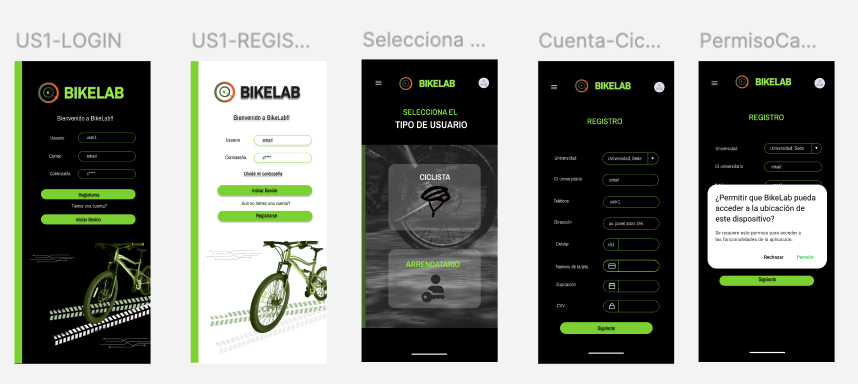 US1-LOGIN
BIKELAB
Bienvenido a BikeLab!!
Usuario
user1
Correo
email
Contraseña
s****
Registrarse
Tienes una cuenta?
Iniciar Sesión
US1-REGIS...
BIKELAB
Bienvenido a BikeLab!!
Usuario
email
Contraseña
s****
Olvidé mi contraseña
Iniciar Sesión
Aún no tienes una cuenta?
Registrarse
Selecciona ...
BIKELAB
SELECCIONA EL
TIPO DE USUARIO
CICLISTA
ARRENDATARIO
Cuenta-Cic...
BIKELAB
REGISTRO
Universidad
Universidad, Sede
ID universitario
email
Teléfono
user1
Dirección
Celular
+51
Número de tarjeta
Expiration
CVV
Siguiente
PermisoCa...
BIKELAB
REGISTRO
Universidad
Universidad, Sede
ID universitario
email
¿Permitir que BikeLab pueda
acceder a la ubicación de
este dispositivo?
Se requiere este permiso para acceder a
las funcionalidades de la aplicación.
Rechazar
Permitir
Siguiente